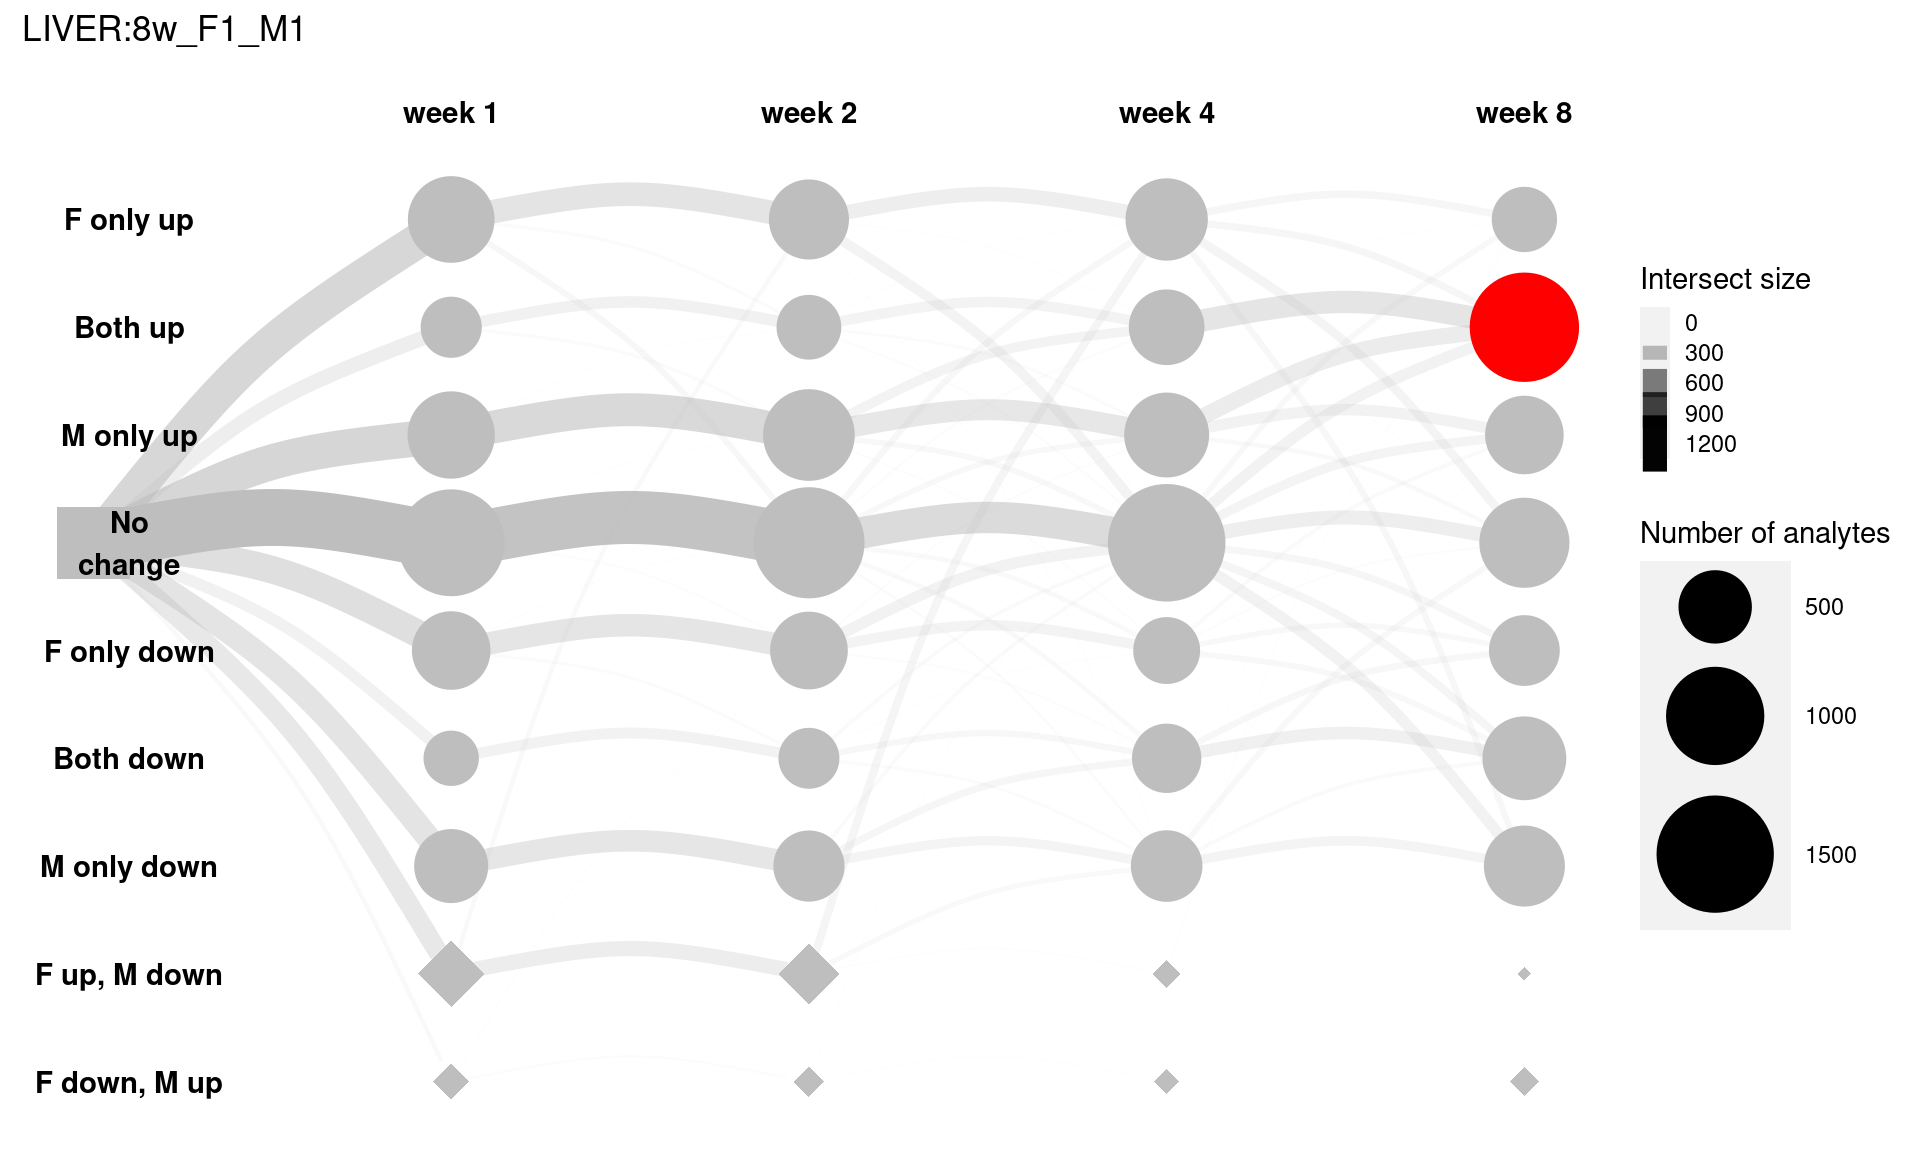 LIVER:8w_F1_M1
week 1
week 2
week 4
week 8
F only up
Both up
M only up
No
change
F only down
Both down
M only down
F up, M down
F down, M up
Intersect size
0
300
600
900
1200
Number of analytes
500
1000
1500